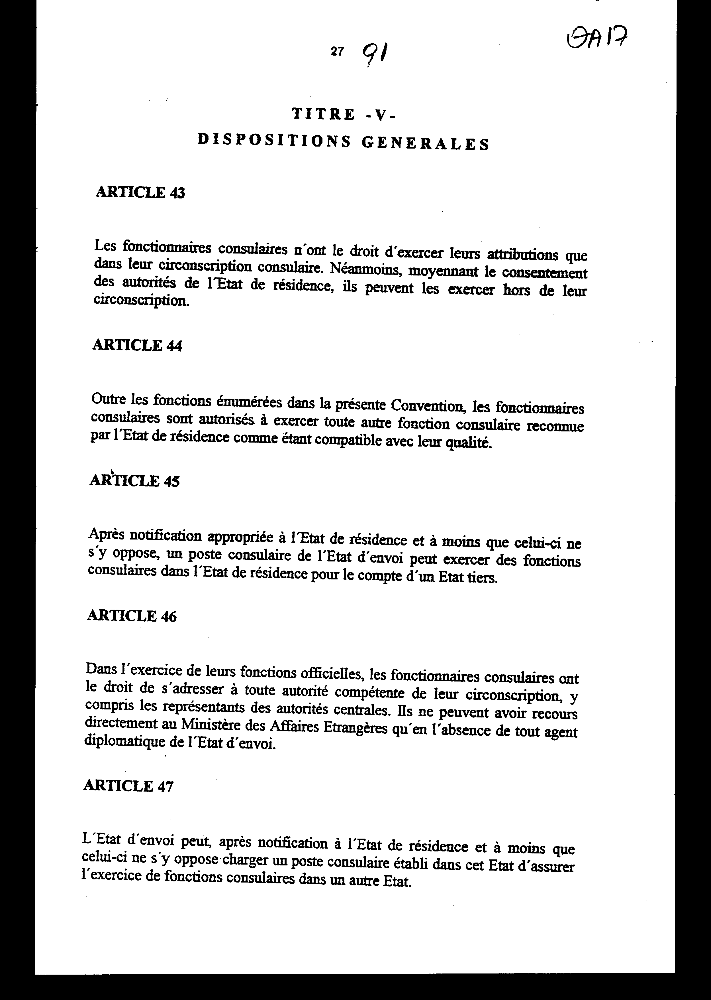 27 91
TITRE -V-
DISPOSITIONS GENERALES
ARTICLE 43
Les fonctionnaires consulaires n´ont le droit d´exercer leurs attributions que
dans leur circonscription consulaire. Néanmoins, moyennant le consentement
des autorités de l´Etat de résidence, ils peuvent les exercer hors de leur
circonscription.
ARTICLE 44
Outre les fonctions énumérées dans la présente Convention, les fonctionnaires
consulaires sont autorisés à exercer toute autre fonction consulaire reconnue
par l´Etat de résidence comme étant compatible avec leur qualité.
ARTICLE 45
Après notification appropriée à l´Etat de résidence et à moins que celui-ci ne
s´y oppose, un poste consulaire de l´Etat d´envoi peut exercer des fonctions
consulaires dans l´Etat de résidence pour le compte d´un Etat tiers.
ARTICLE 46
Dans l´exercice de leurs fonctions officielles, les fonctionnaires consulaires ont
le droit de s´adresser à toute autorité compétente de leur circonscription, y
compris les représentants des autorités centrales. Ils ne peuvent avoir recours
directement au Ministère des Affaires Etrangères qu´en l´absence de tout agent
diplomatique de l´Etat d´envoi.
ARTICLE 47
L´Etat d´envoi peut, après notification à l´Etat de résidence et à moins que
celui-ci ne s´y oppose charger un poste consulaire établi dans cet Etat d´assurer
l´exercice de fonctions consulaires dans un autre Etat.